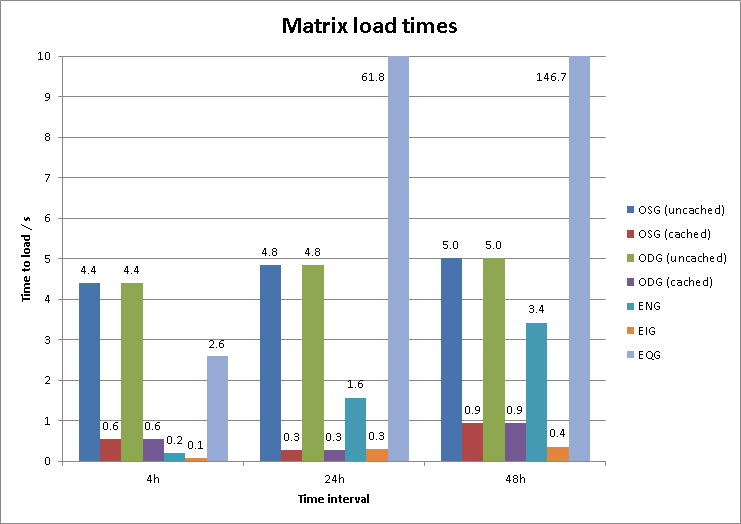 Matrix load times
Time to load / s
10
9
8
7
6
5
4
3
2
1
0
4.4
0.6
4.4
0.6
0.2
0.1
2.6
4.8
0.3
4.8
0.3
1.6
0.3
61.8
5.0
0.9
5.0
0.9
3.4
0.4
146.7
4h
24h
48h
Time interval
OSG (uncached)
OSG (cached)
ODG (uncached)
ODG (cached)
ENG
EIG
EQG